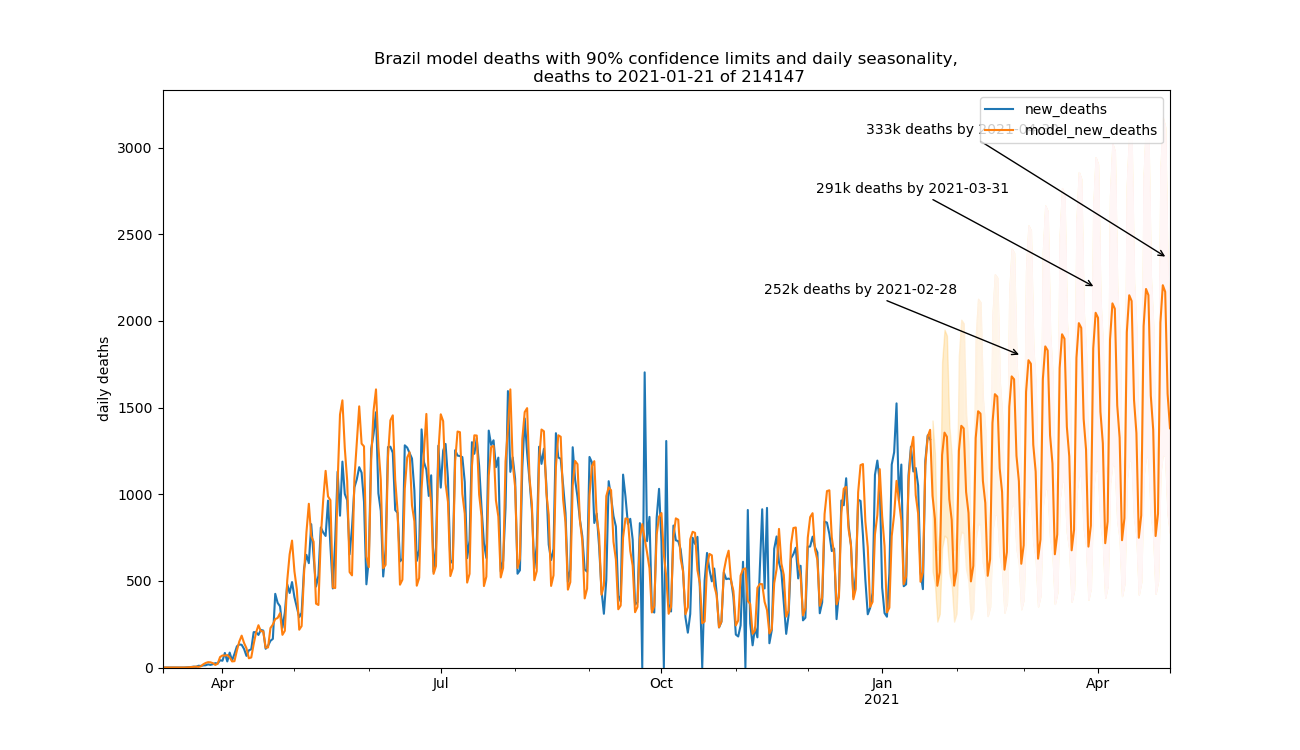 Brazil model deaths with 90% confidence limits and daily seasonality,
deaths to 2021-01-21 of 214147
new_deaths
model_new_deaths
333k deaths by 2021-04-
291k deaths by 2021-03-31
252k deaths by 2021-02-28
daily deaths
3000
2500
2000
1500
1000
500
0
Apr
Jul
Oct
Jan
2021
Apr